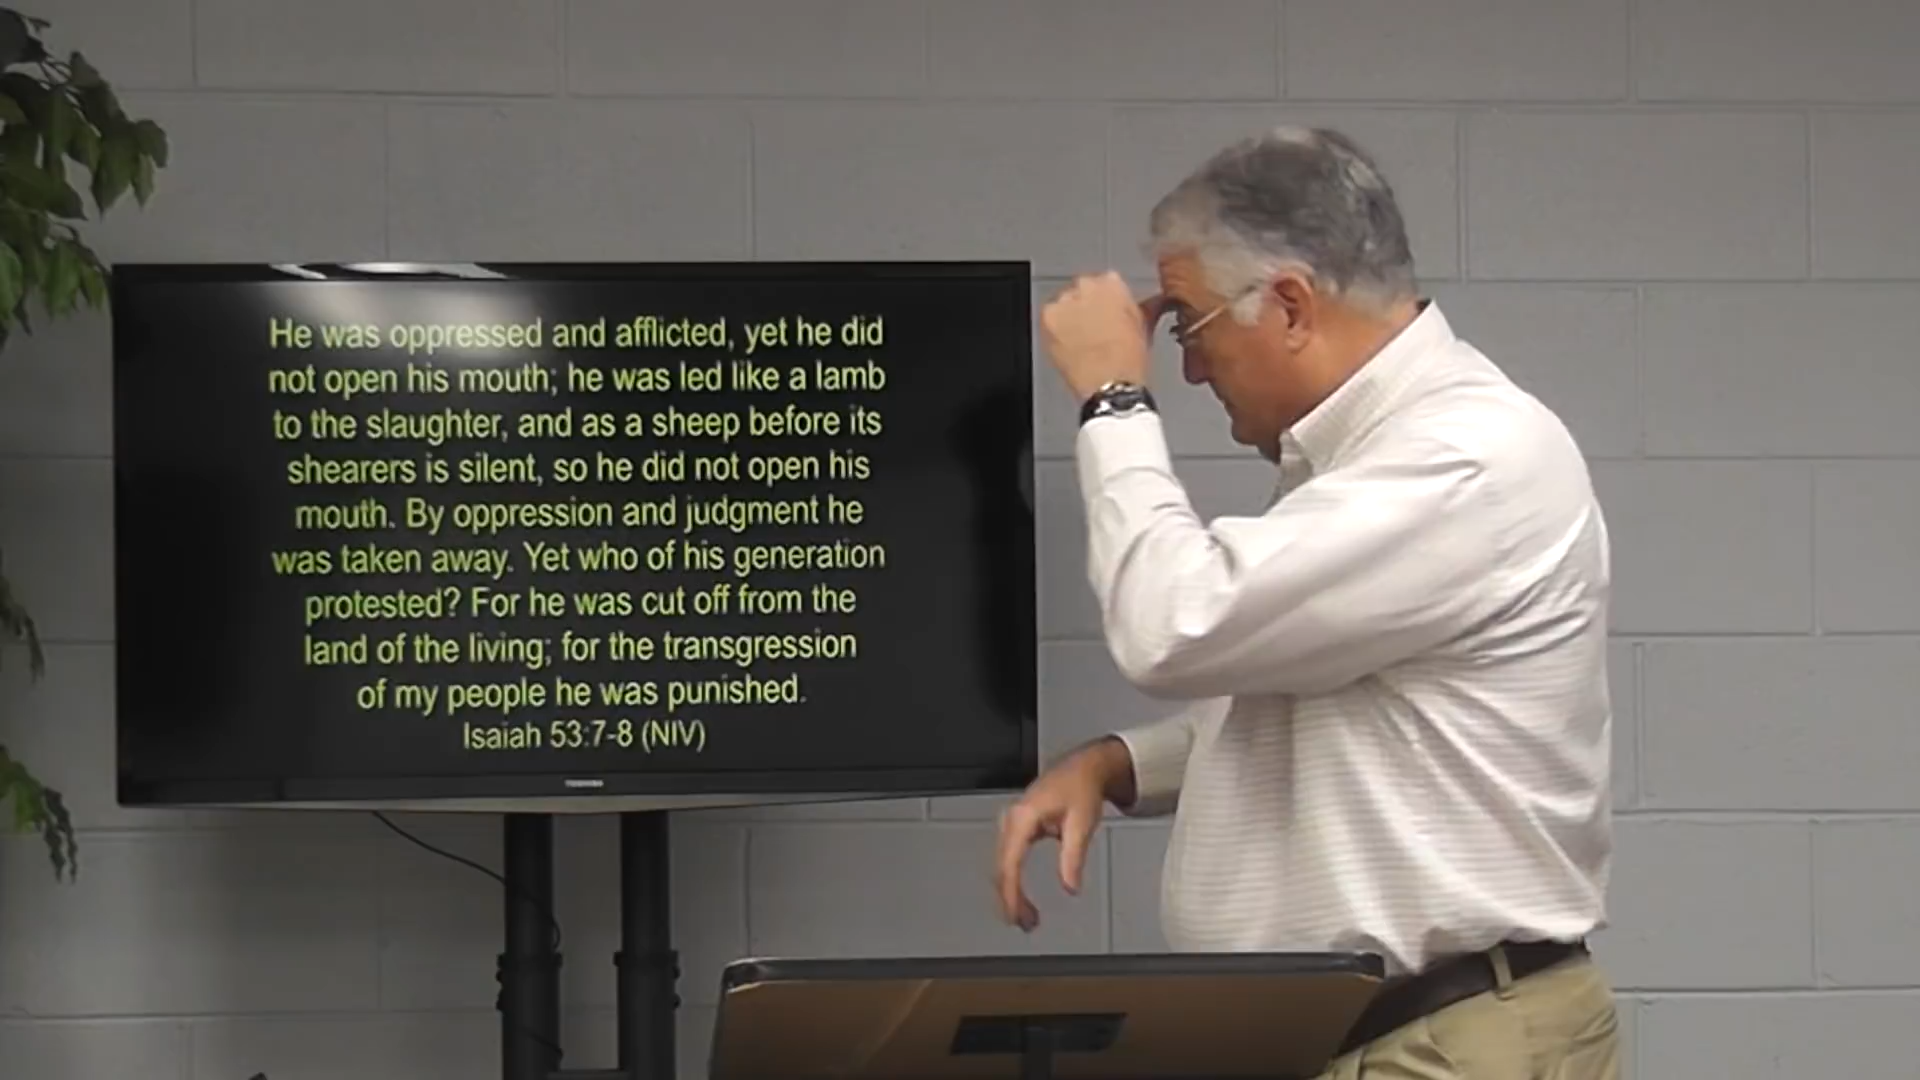 He was oppressed and afflicted, yet he did
not open his mouth; he was led like a lamb
to the slaughter, and as a sheep before its
shearers is silent, so he did not open his
mouth. By oppression and judgment he
was taken away. Yet who of his generation
protested? For he was cut off from the
land of the living; for the transgression
of my people he was punished.
Isaiah 53:7-8 (NIV)
TOSHIBA